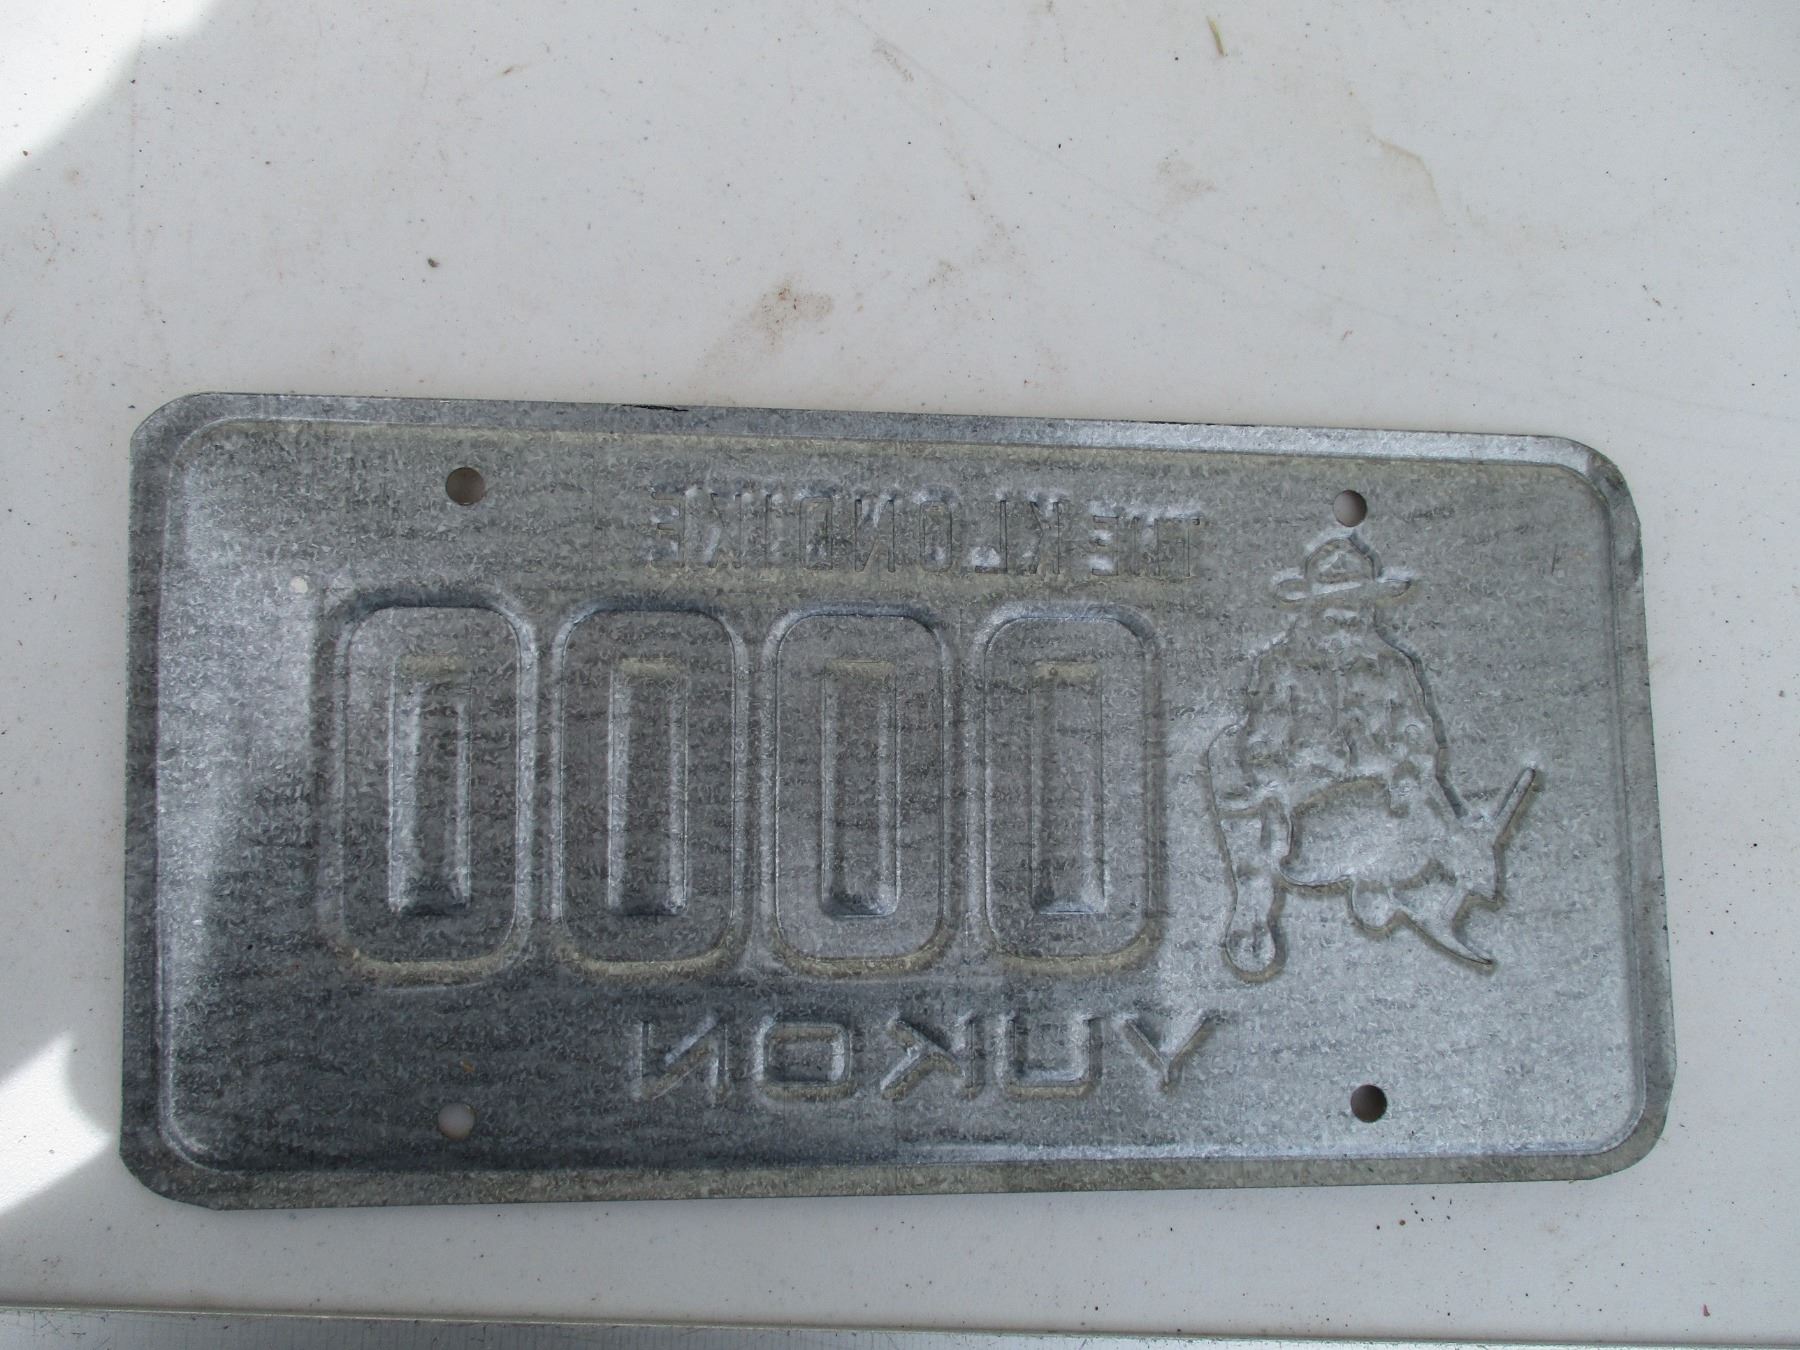 THE KLONDIKE
0000
YUKON